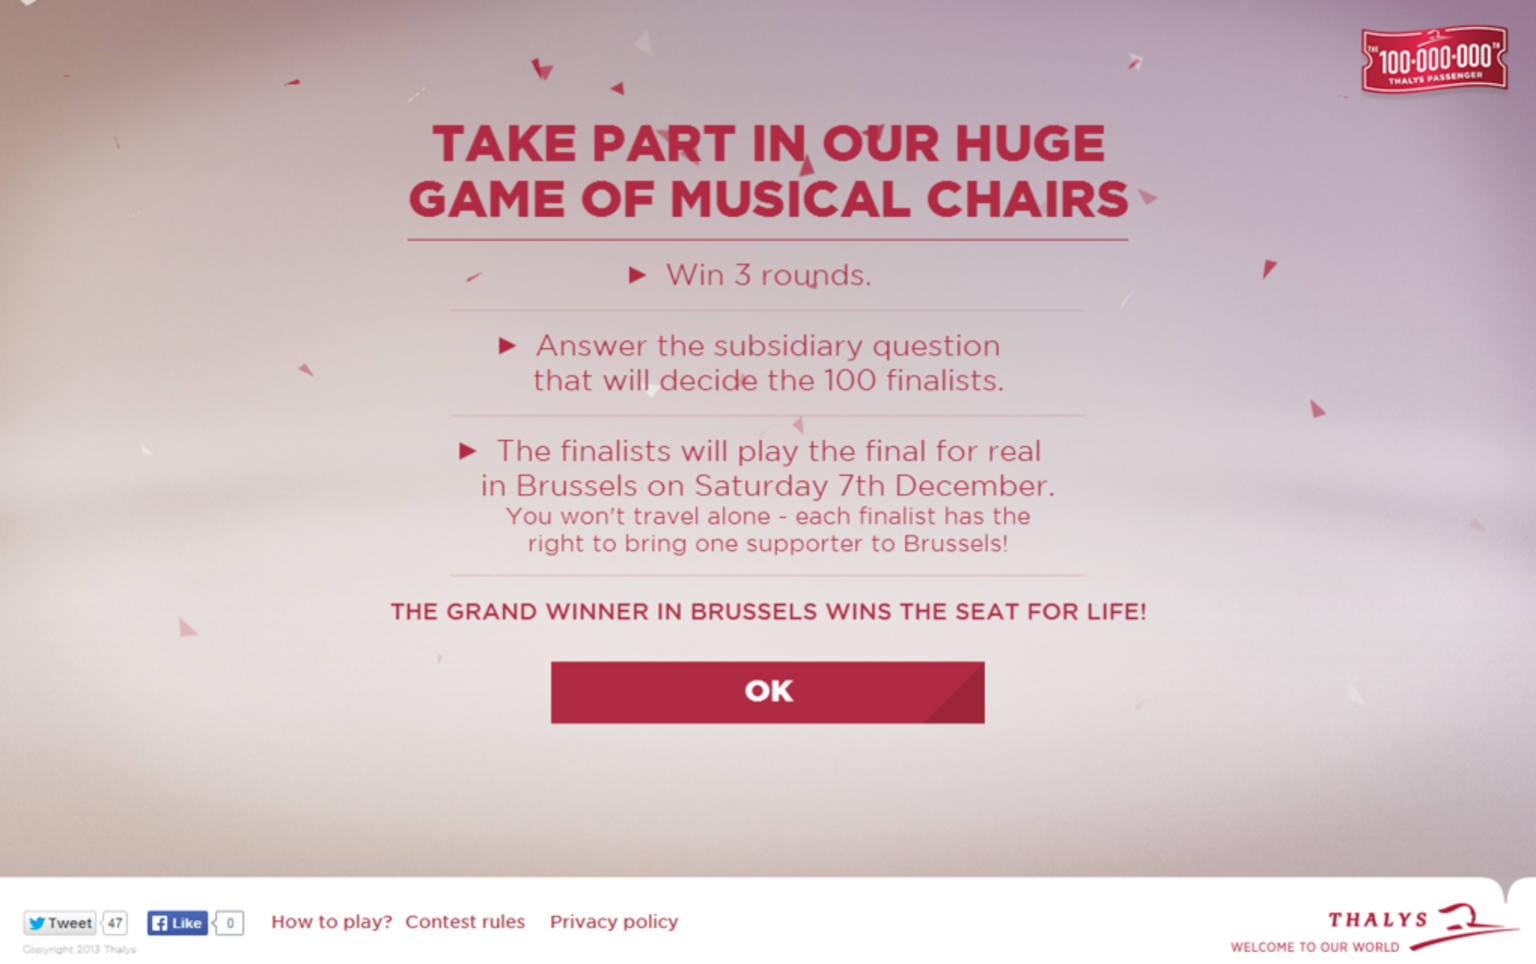 THE 100·000·000TH
THALYS PASSENGER
TAKE PART IN OUR HUGE
GAME OF MUSICAL CHAIRS
► Win 3 rounds.
► Answer the subsidiary question
that will decide the 100 finalists.
► The finalists will play the final for real
in Brussels on Saturday 7th December.
You won't travel alone - each finalist has the
right to bring one supporter to Brussels!
THE GRAND WINNER IN BRUSSELS WINS THE SEAT FOR LIFE!
OK
Tweet 47 Like 0 How to play? Contest rules Privacy policy
Copyright 2013 Thalys
THALYS
WELCOME TO OUR WORLD